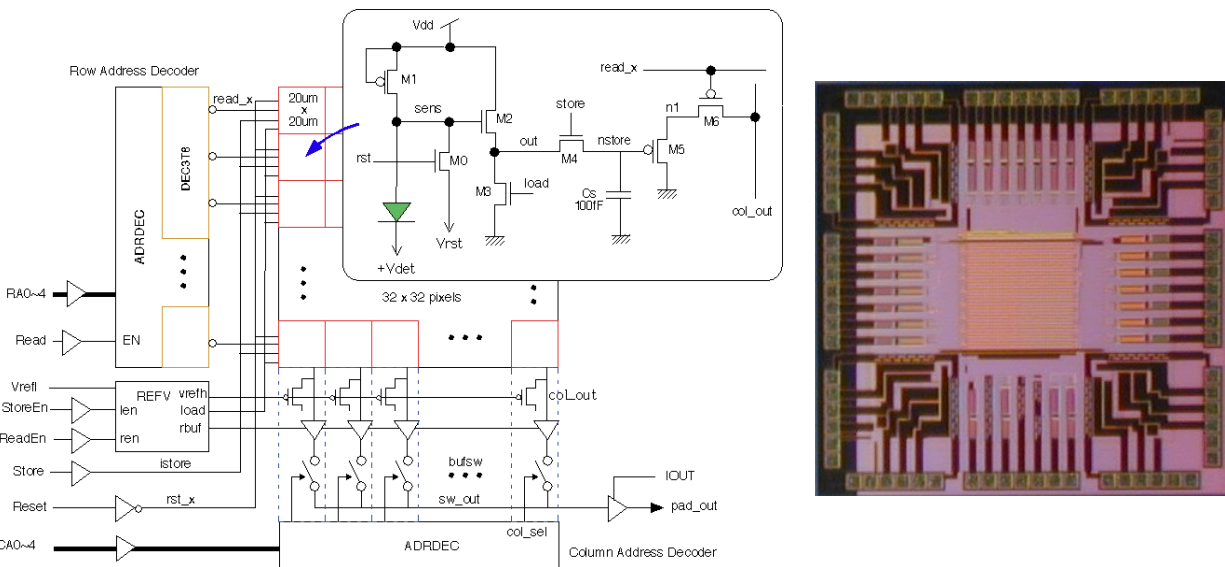 Vdd
Row Address Decoder
M1
read_x
read_x
20um
x
20um
sens
M2
store
n1
M6
DEC3T8
rst
M0
out
M4
nstore
M5
M3
load
Cs
100fF
col_out
ADRDEC
Vrst
+Vdet
RA0~4
32 x 32 pixels
Read
EN
Vrefl
REFV
vrefh
col_out
StoreEn
len
load
ReadEn
ren
rbuf
Store
istore
bufsw
IOUT
Reset
rst_x
sw_out
pad_out
col_sel
CA0~4
ADRDEC
Column Address Decoder